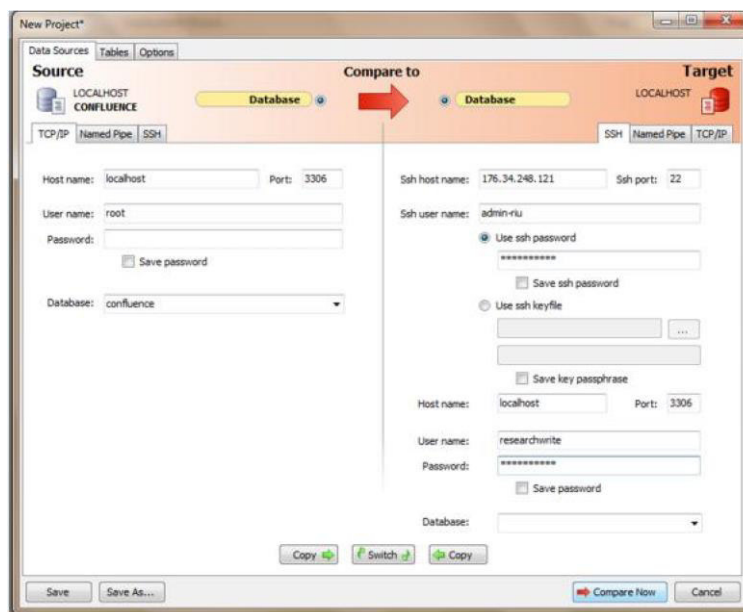 New Project*
Data Sources Tables Options
Source Compare to Target
LOCALHOST
CONFLUENCE
Database
Database
LOCALHOST
TCP/IP Named Pipe SSH
SSH Named Pipe TCP/IP
Host name: localhost Port: 3306
User name: root
Password:
Save password
Database: confluence
Ssh host name: 176.34.248.121 Ssh port: 22
Ssh user name: admin-riu
Use ssh password
**********
Save ssh password
Use ssh keyfile
...
Save key passphrase
Host name: localhost Port: 3306
User name: researchwrite
Password: **********
Save password
Database:
Copy Switch Copy
Save Save As... Compare Now Cancel